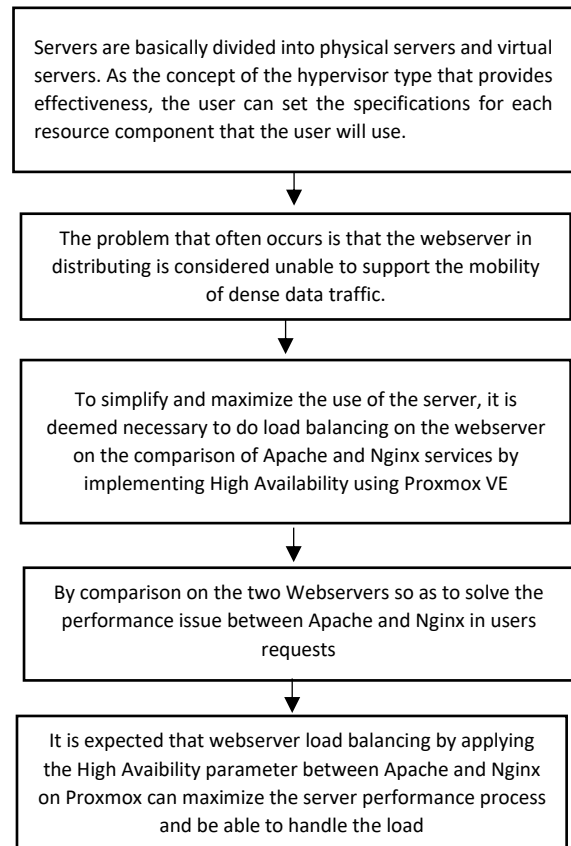 Servers are basically divided into physical servers and virtual
servers. As the concept of the hypervisor type that provides
effectiveness, the user can set the specifications for each
resource component that the user will use.
The problem that often occurs is that the webserver in
distributing is considered unable to support the mobility
of dense data traffic.
To simplify and maximize the use of the server, it is
deemed necessary to do load balancing on the webserver
on the comparison of Apache and Nginx services by
implementing High Availability using Proxmox VE
By comparison on the two Webservers so as to solve the
performance issue between Apache and Nginx in users
requests
It is expected that webserver load balancing by applying
the High Avaibility parameter between Apache and Nginx
on Proxmox can maximize the server performance process
and be able to handle the load